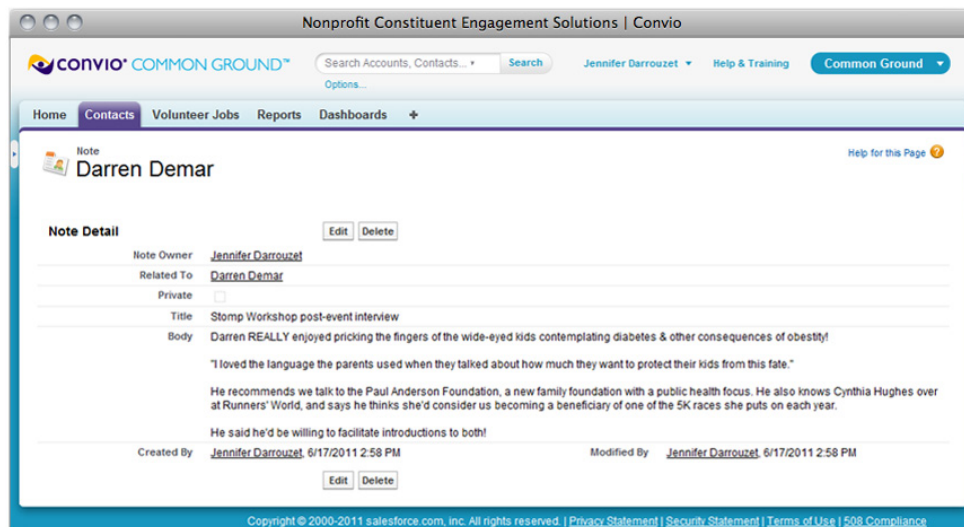 Nonprofit Constituent Engagement Solutions | Convio
CONVIO COMMON GROUND™
Search Accounts, Contacts...
Search
Jennifer Darrouzet
Help & Training
Common Ground
Options...
Home Contacts Volunteer Jobs Reports Dashboards +
Note
Darren Demar
Help for this Page ?
Note Detail
Edit Delete
Note Owner Jennifer Darrouzet
Related To Darren Demar
Private
Title Stomp Workshop post-event interview
Body Darren REALLY enjoyed pricking the fingers of the wide-eyed kids contemplating diabetes & other consequences of obestity!
"I loved the language the parents used when they talked about how much they want to protect their kids from this fate."
He recommends we talk to the Paul Anderson Foundation, a new family foundation with a public health focus. He also knows Cynthia Hughes over
at Runners' World, and says he thinks she'd consider us becoming a beneficiary of one of the 5K races she puts on each year.
He said he'd be willing to facilitate introductions to both!
Created By Jennifer Darrouzet, 6/17/2011 2:58 PM Modified By Jennifer Darrouzet, 6/17/2011 2:58 PM
Edit Delete
Copyright © 2000-2011 salesforce.com, inc. All rights reserved. | Privacy Statement | Security Statement | Terms of Use | 508 Compliance